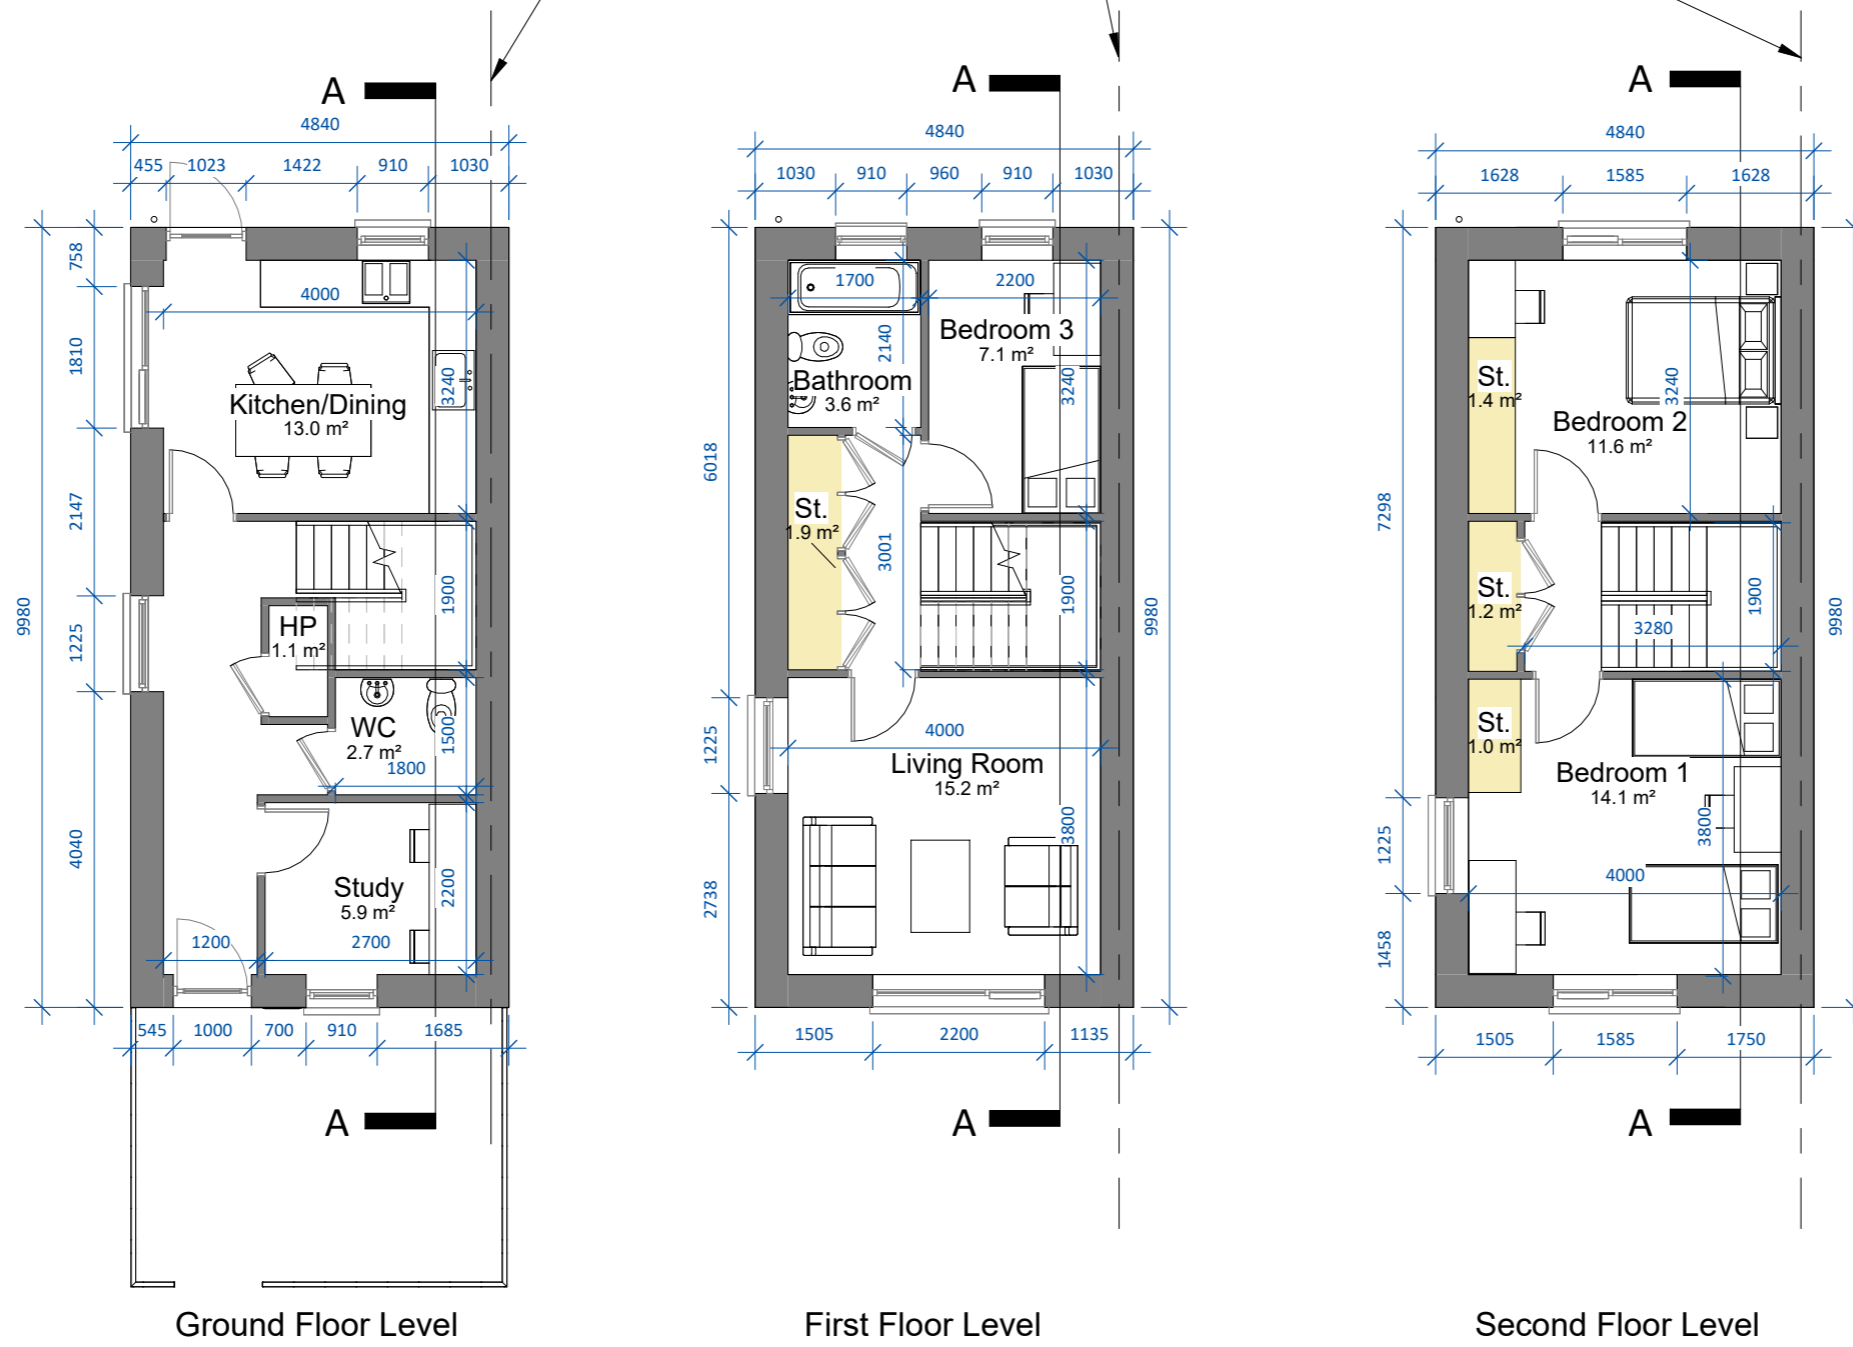 A
4840
455 1023 1422 910 1030
758
1810
2147
1225
4040
9980
4000
3240
Kitchen/Dining
13.0 m²
1900
HP
1.1 m²
WC
2.7 m²
1500
1800
Study
5.9 m²
2200
1200
2700
545 1000 700 910 1685
A
Ground Floor Level
A
4840
1030 910 960 910 1030
6018
1225
2738
9980
1700
2200
2140
Bedroom 3
7.1 m²
3240
Bathroom
3.6 m²
St.
1.9 m²
3001
1900
4000
Living Room
15.2 m²
3800
1505 2200 1135
A
First Floor Level
A
4840
1628 1585 1628
7298
1225
1458
9980
St.
1.4 m²
3240
Bedroom 2
11.6 m²
St.
1.2 m²
1900
3280
St.
1.0 m²
Bedroom 1
14.1 m²
3800
4000
1505 1585 1750
A
Second Floor Level